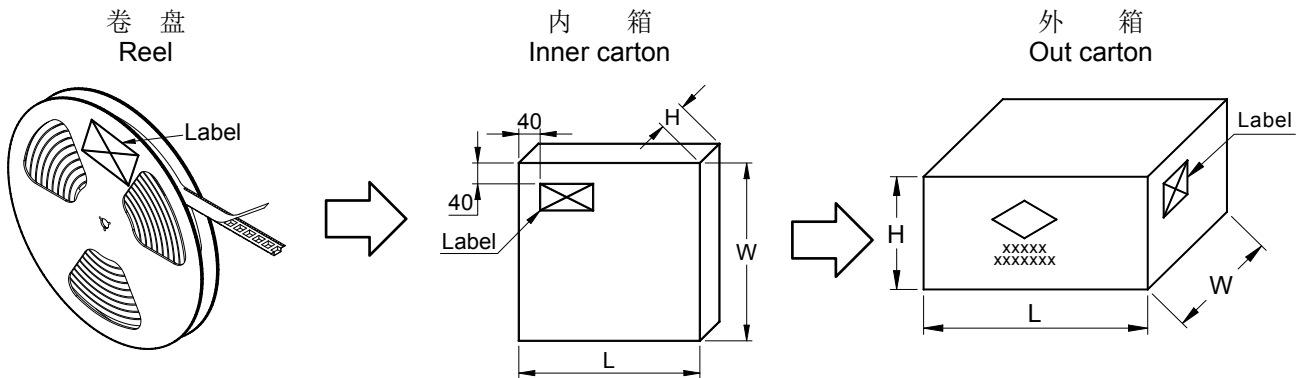 卷 盘
Reel
Label
内 箱
Inner carton
40
H
40
Label
W
L
外 箱
Out carton
Label
H
xxxxx
xxxxxxx
W
L